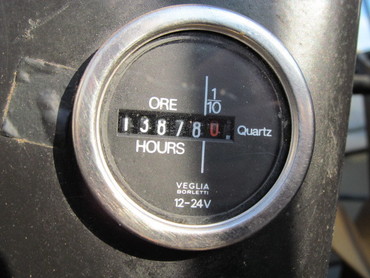 1
ORE 10
138780 Quartz
HOURS
VEGLIA
BORLETTI
12-24V